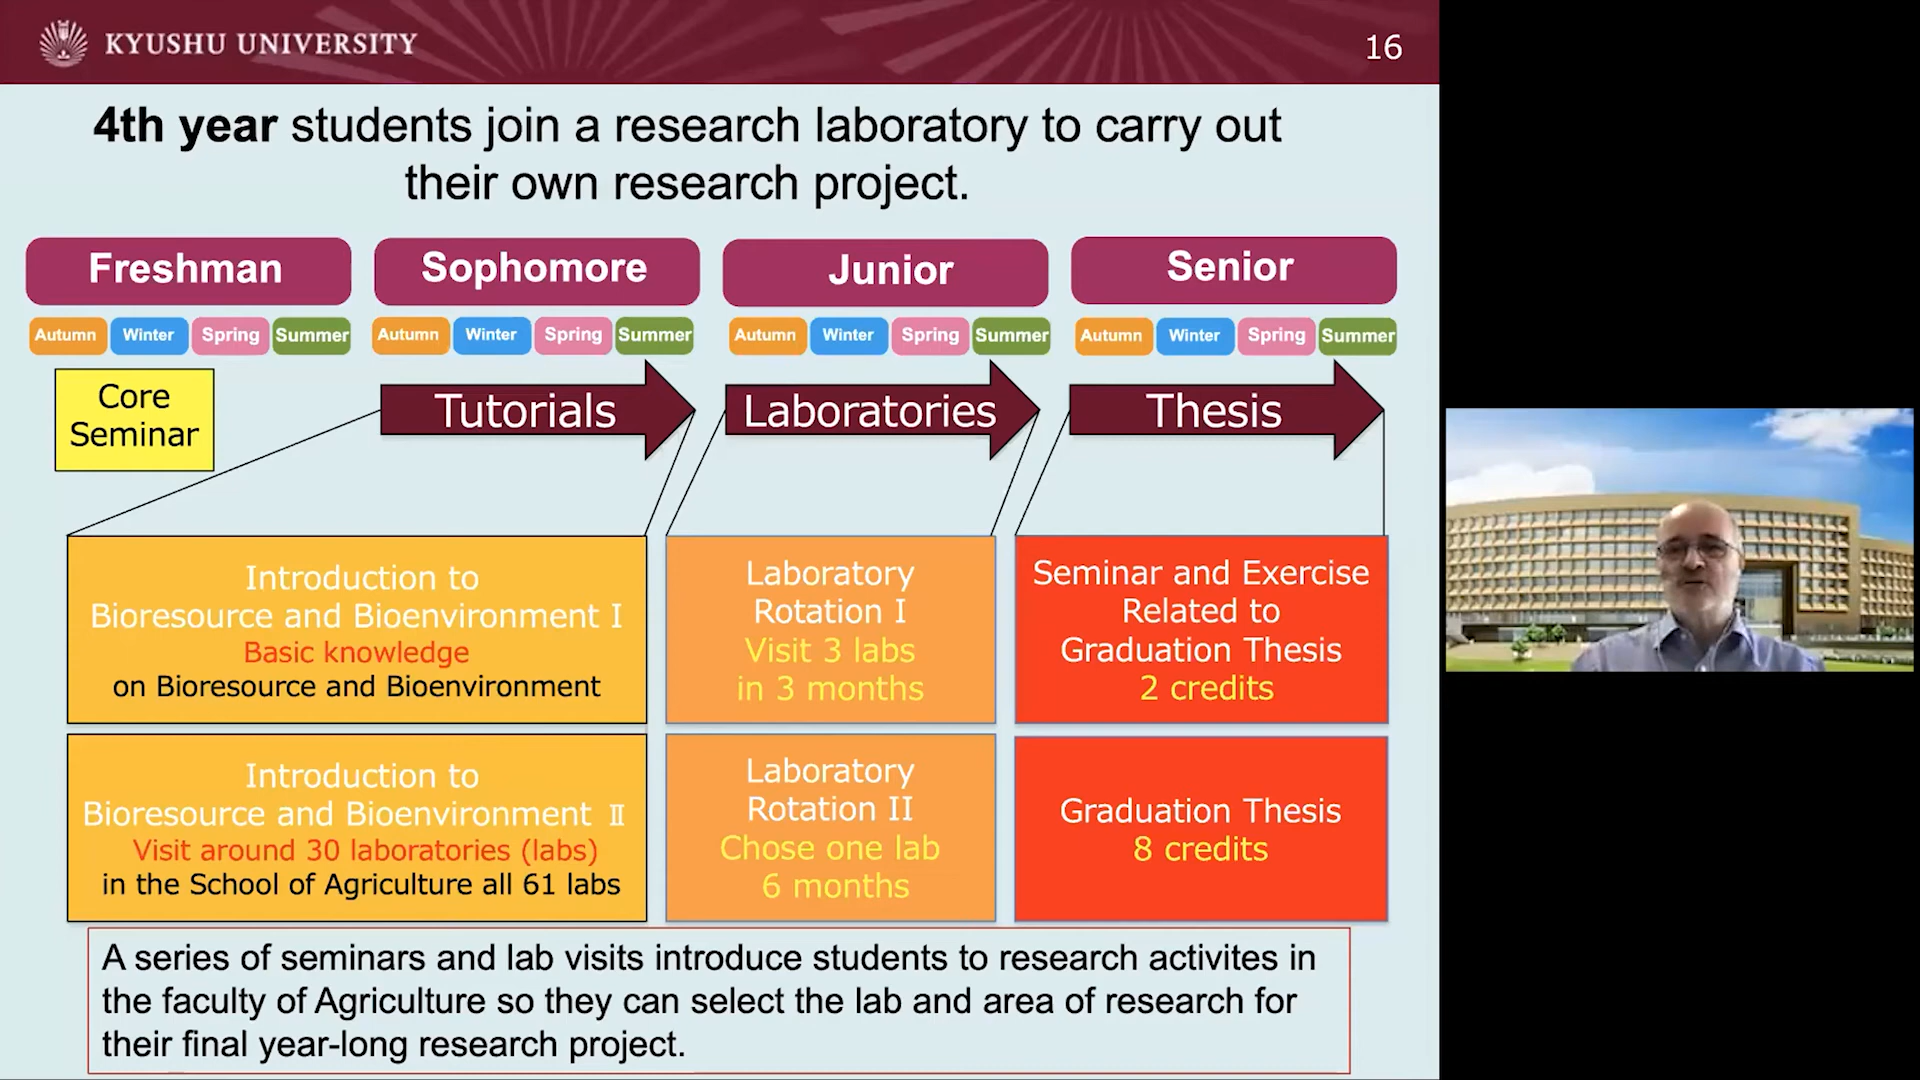 KYUSHU UNIVERSITY
16
4th year students join a research laboratory to carry out
their own research project.
Freshman
Sophomore
Junior
Senior
Autumn Winter Spring Summer
Autumn Winter Spring Summer
Autumn Winter Spring Summer
Autumn Winter Spring Summer
Core
Seminar
Tutorials
Laboratories
Thesis
Introduction to
Bioresource and Bioenvironment I
Basic knowledge
on Bioresource and Bioenvironment
Laboratory
Rotation I
Visit 3 labs
in 3 months
Seminar and Exercise
Related to
Graduation Thesis
2 credits
Introduction to
Bioresource and Bioenvironment Ⅱ
Visit around 30 laboratories (labs)
in the School of Agriculture all 61 labs
Laboratory
Rotation II
Chose one lab
6 months
Graduation Thesis
8 credits
A series of seminars and lab visits introduce students to research activites in
the faculty of Agriculture so they can select the lab and area of research for
their final year-long research project.